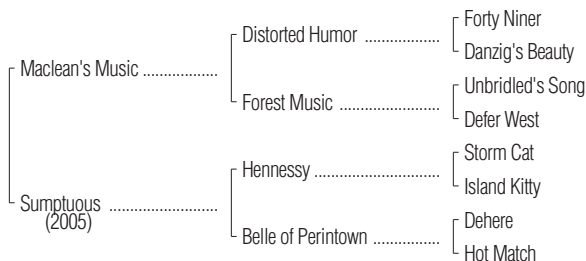 Forty Niner
Distorted Humor ..................
Danzig's Beauty
Maclean's Music .................
Unbridled's Song
Forest Music .......................
Defer West
Storm Cat
Hennessy ............................
Island Kitty
Sumptuous ........................
(2005)
Dehere
Belle of Perintown ................
Hot Match